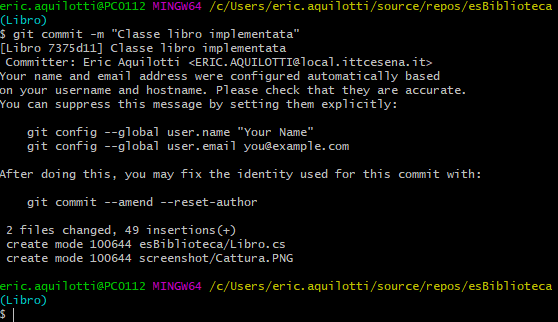 eric.aquilotti@PC0112 MINGW64 /c/Users/eric.aquilotti/source/repos/esBiblioteca
(Libro)
$ git commit -m "Classe libro implementata"
[Libro 7375d11] Classe libro implementata
 Committer: Eric Aquilotti <ERIC.AQUILOTTI@local.ittcesena.it>
Your name and email address were configured automatically based
on your username and hostname. Please check that they are accurate.
You can suppress this message by setting them explicitly:

    git config --global user.name "Your Name"
    git config --global user.email you@example.com

After doing this, you may fix the identity used for this commit with:

    git commit --amend --reset-author

 2 files changed, 49 insertions(+)
 create mode 100644 esBiblioteca/Libro.cs
 create mode 100644 screenshot/Cattura.PNG

eric.aquilotti@PC0112 MINGW64 /c/Users/eric.aquilotti/source/repos/esBiblioteca
(Libro)
$